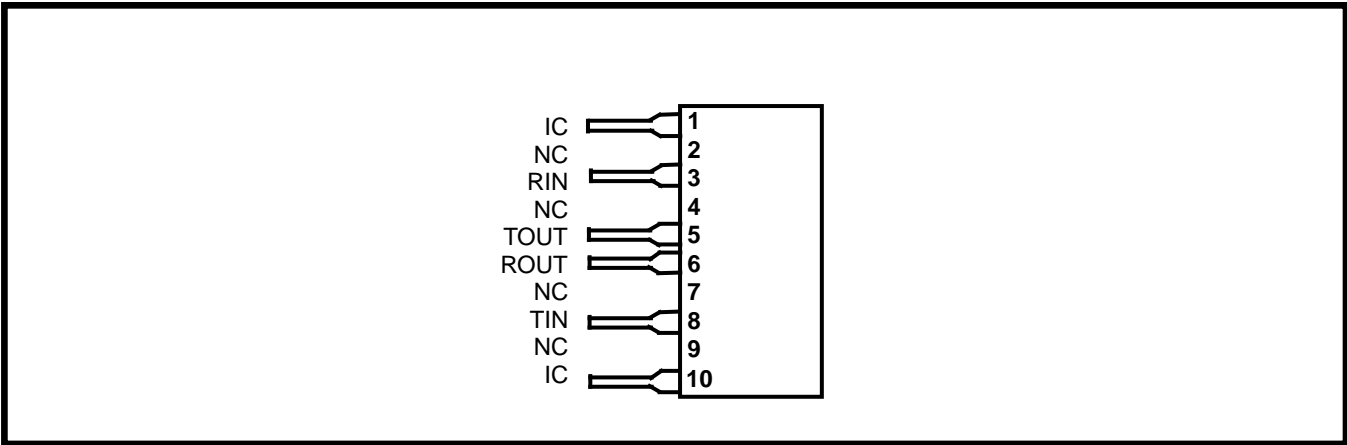 IC 1
NC 2
RIN 3
NC 4
TOUT 5
ROUT 6
NC 7
TIN 8
NC 9
IC 10